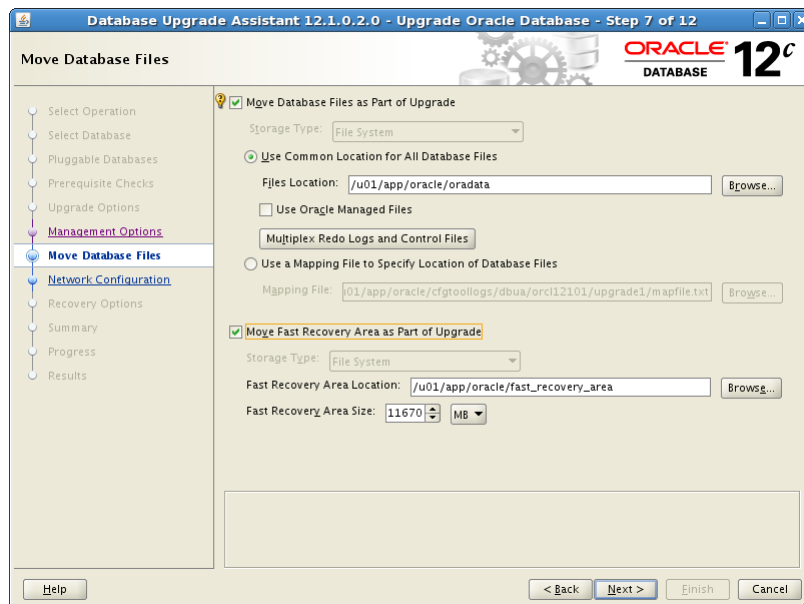 Database Upgrade Assistant 12.1.0.2.0 - Upgrade Oracle Database - Step 7 of 12
Move Database Files
ORACLE
DATABASE
12c
Select Operation
Select Database
Pluggable Databases
Prerequisite Checks
Upgrade Options
Management Options
Move Database Files
Network Configuration
Recovery Options
Summary
Progress
Results
Move Database Files as Part of Upgrade
Storage Type: File System
Use Common Location for All Database Files
Files Location: /u01/app/oracle/oradata Browse...
Use Oracle Managed Files
Multiplex Redo Logs and Control Files
Use a Mapping File to Specify Location of Database Files
Mapping File: 01/app/oracle/cfgtoollogs/dbua/orcl12101/upgrade1/mapfile.txt Browse...
Move Fast Recovery Area as Part of Upgrade
Storage Type: File System
Fast Recovery Area Location: /u01/app/oracle/fast_recovery_area Browse...
Fast Recovery Area Size: 11670 MB
Help < Back Next > Finish Cancel